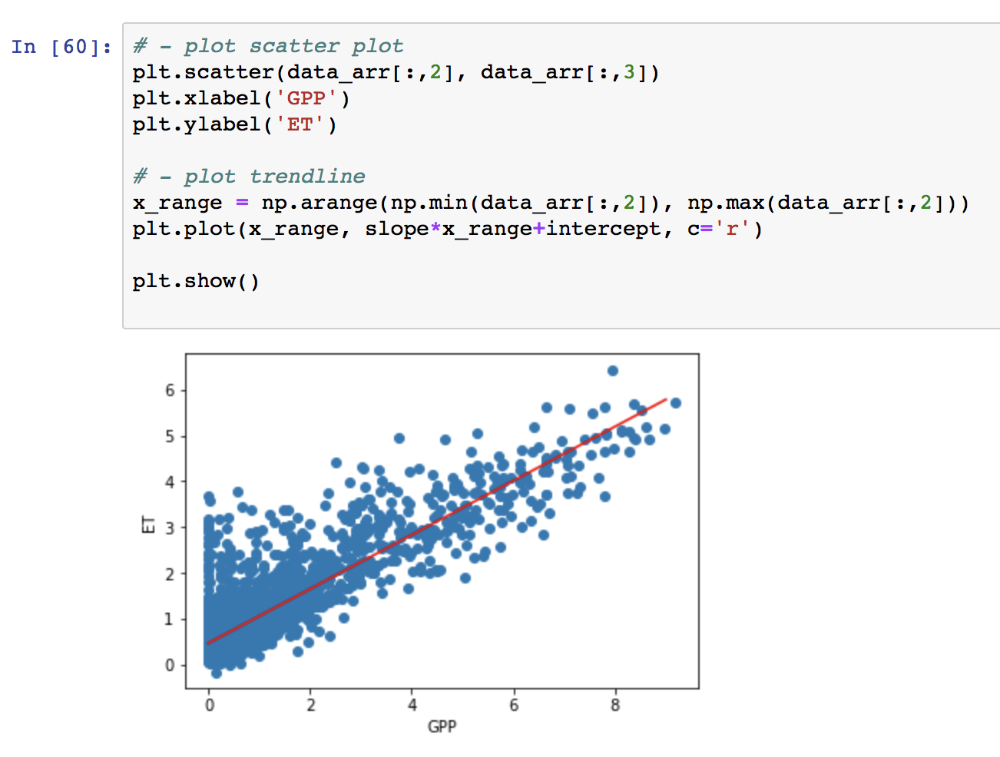 In [60]:
# - plot scatter plot
plt.scatter(data_arr[:,2], data_arr[:,3])
plt.xlabel('GPP')
plt.ylabel('ET')
# - plot trendline
x_range = np.arange(np.min(data_arr[:,2]), np.max(data_arr[:,2]))
plt.plot(x_range, slope*x_range+intercept, c='r')
plt.show()
6
5
4
3
2
1
0
ET
0 2 4 6 8
GPP